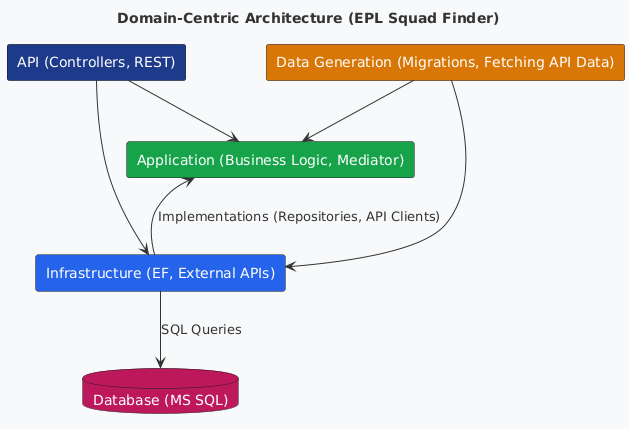 Domain-Centric Architecture (EPL Squad Finder)
API (Controllers, REST)
Data Generation (Migrations, Fetching API Data)
Application (Business Logic, Mediator)
Implementations (Repositories, API Clients)
Infrastructure (EF, External APIs)
SQL Queries
Database (MS SQL)